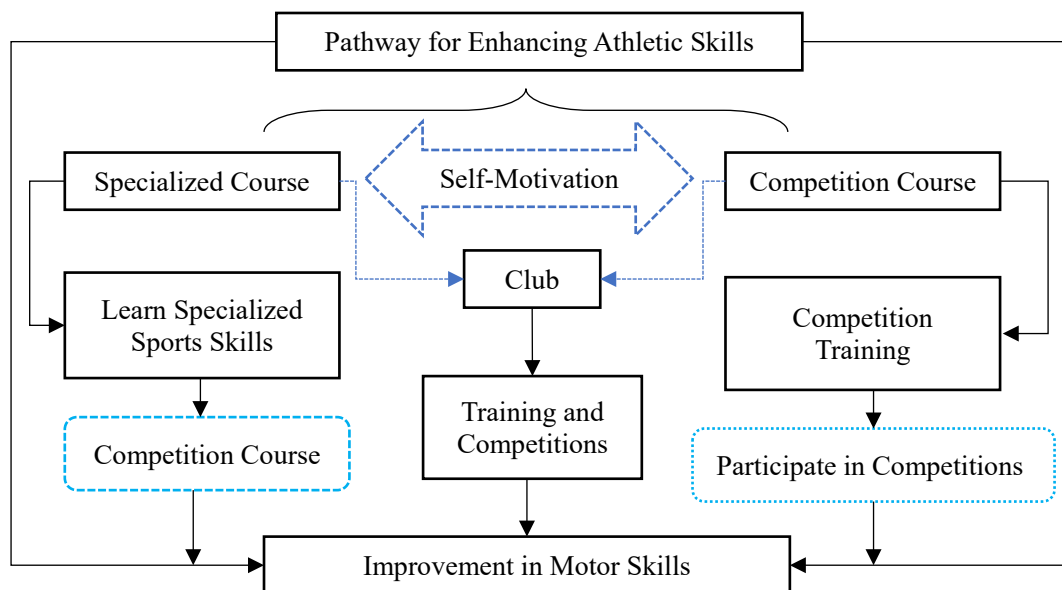 Pathway for Enhancing Athletic Skills
Specialized Course
Self-Motivation
Competition Course
Club
Learn Specialized
Sports Skills
Competition
Training
Training and
Competitions
Competition Course
Participate in Competitions
Improvement in Motor Skills